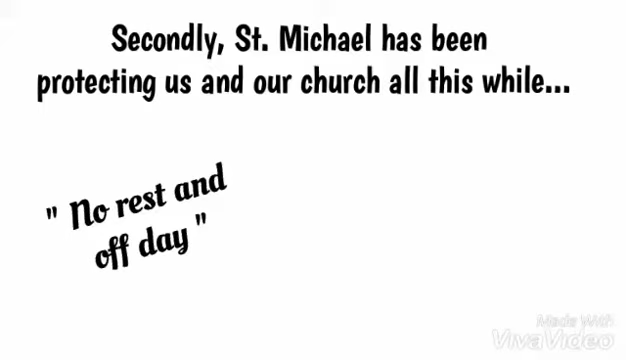 Secondly, St. Michael has been
protecting us and our church all this while...
" No rest and
off day "
Made With
VivaVideo